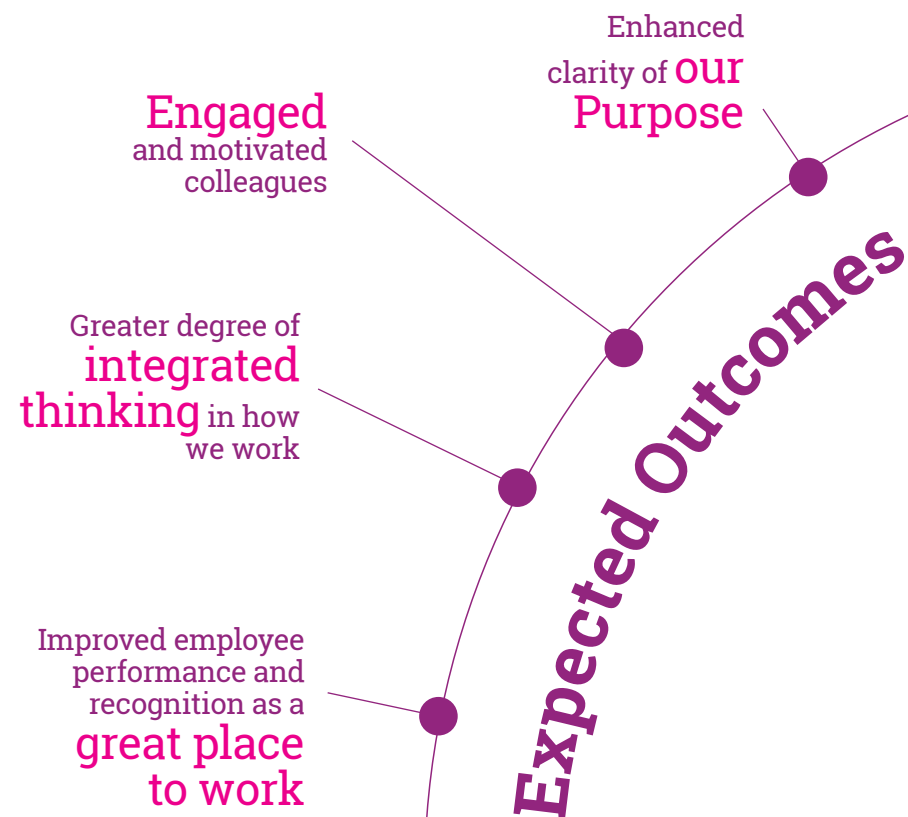 Enhanced
clarity of our
Purpose
Engaged
and motivated
colleagues
Greater degree of
integrated
thinking in how
we work
Improved employee
performance and
recognition as a
great place
to work
Expected Outcomes